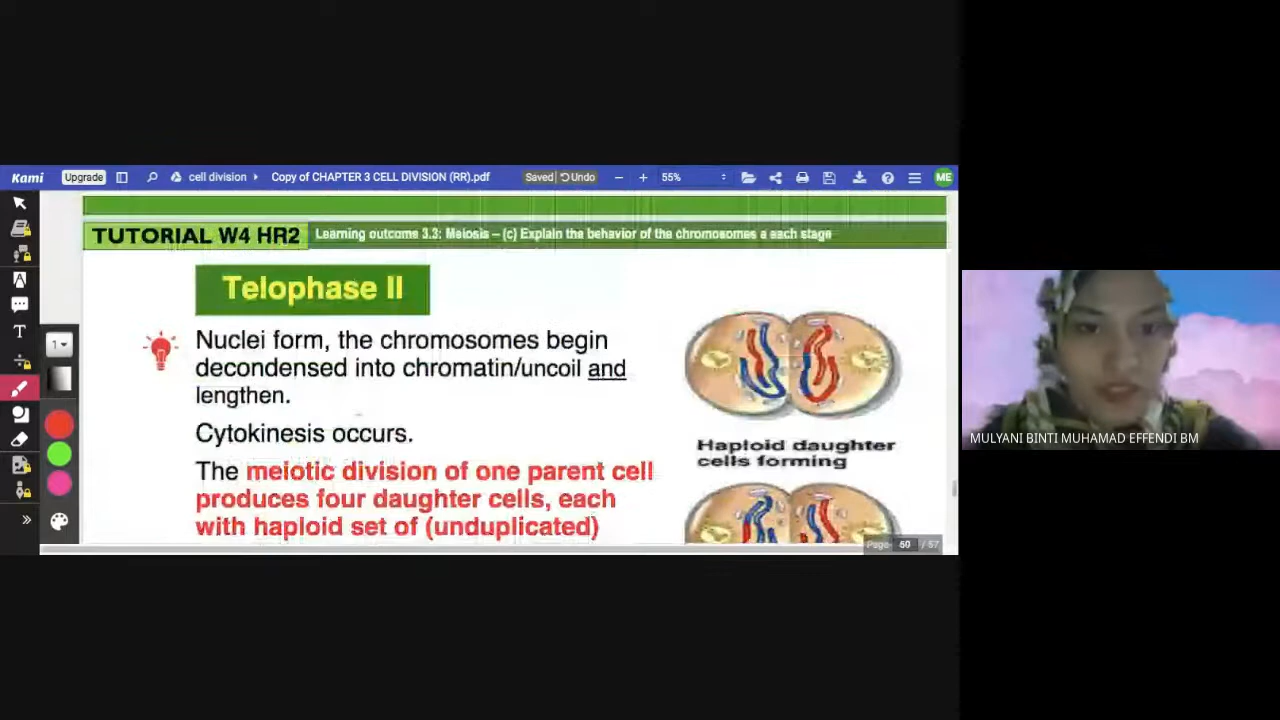 Kami
Upgrade
cell division
Copy of CHAPTER 3 CELL DIVISION (RR).pdf
Saved
Undo
55%
ME
TUTORIAL W4 HR2
Learning outcome 3.3: Meiosis – (c) Explain the behavior of the chromosomes a each stage
Telophase II
Nuclei form, the chromosomes begin
decondensed into chromatin/uncoil and
lengthen.
Cytokinesis occurs.
The meiotic division of one parent cell
produces four daughter cells, each
with haploid set of (unduplicated)
Haploid daughter
cells forming
1
T
Page 50 / 57
MULYANI BINTI MUHAMAD EFFENDI BM